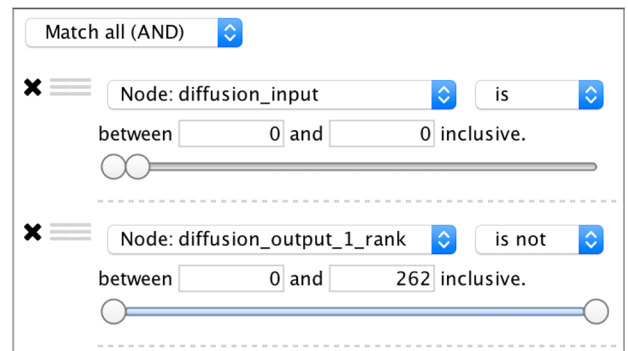 Match all (AND)
Node: diffusion_input is
between 0 and 0 inclusive.
Node: diffusion_output_1_rank is not
between 0 and 262 inclusive.